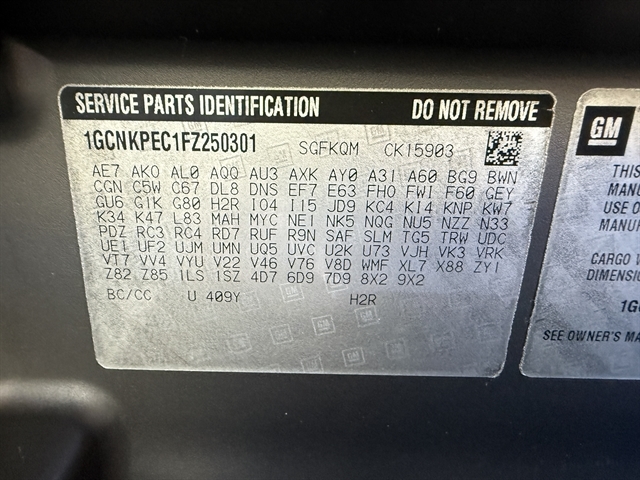 SERVICE PARTS IDENTIFICATION DO NOT REMOVE
1GCNKPEC1FZ250301 SGFKQM CK15903
AE7 AKO AL0 AQQ AU3 AXK AY0 A31 A60 BG9 BWN
CGN C5W C67 DL8 DNS EF7 E63 FHO FWI F60 GEY
GU6 G1K G80 H2R I04 I15 JD9 KC4 K14 KNP KW7
K34 K47 L83 MAH MYC NE1 NK5 NQG NU5 NZZ N33
PDZ RC3 RC4 RD7 RUF R9N SAF SLM TG5 TRW UDC
UE1 UF2 UJM UMN UQ5 UVC U2K U73 VJH VK3 VRK
VT7 VV4 VYU V22 V46 V76 V8D WMF XL7 X88 ZY1
Z82 Z85 1LS 1SZ 4D7 6D9 7D9 8X2 9X2
BC/CC U 409Y H2R
GM
THIS
MANU
USE O
MANUF
CARGO W
DIMENSION
1GC
SEE OWNER'S MA